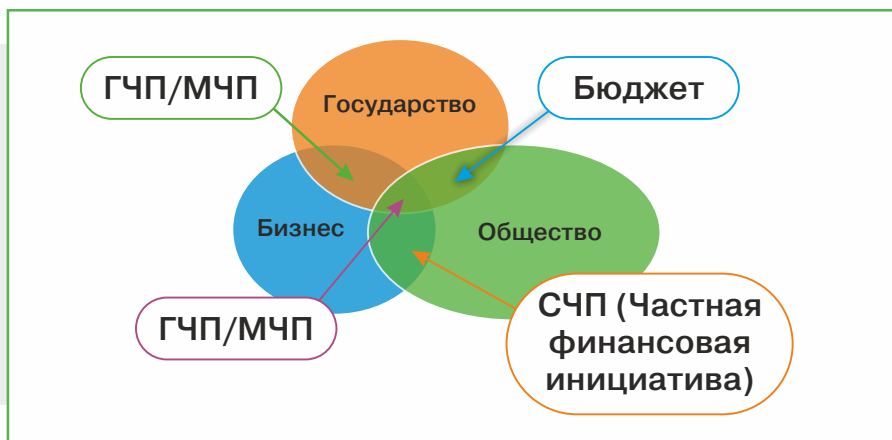 ГЧП/МЧП
Государство
Бюджет
Бизнес
Общество
ГЧП/МЧП
СЧП (Частная
финансовая
инициатива)